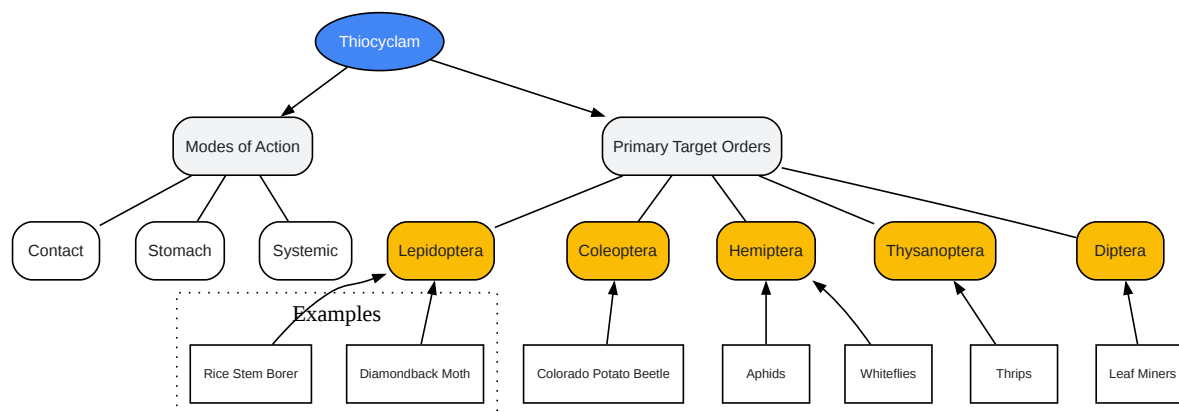 Thiocyclam
Modes of Action
Primary Target Orders
Contact
Stomach
Systemic
Lepidoptera
Coleoptera
Hemiptera
Thysanoptera
Diptera
Examples
Rice Stem Borer
Diamondback Moth
Colorado Potato Beetle
Aphids
Whiteflies
Thrips
Leaf Miners